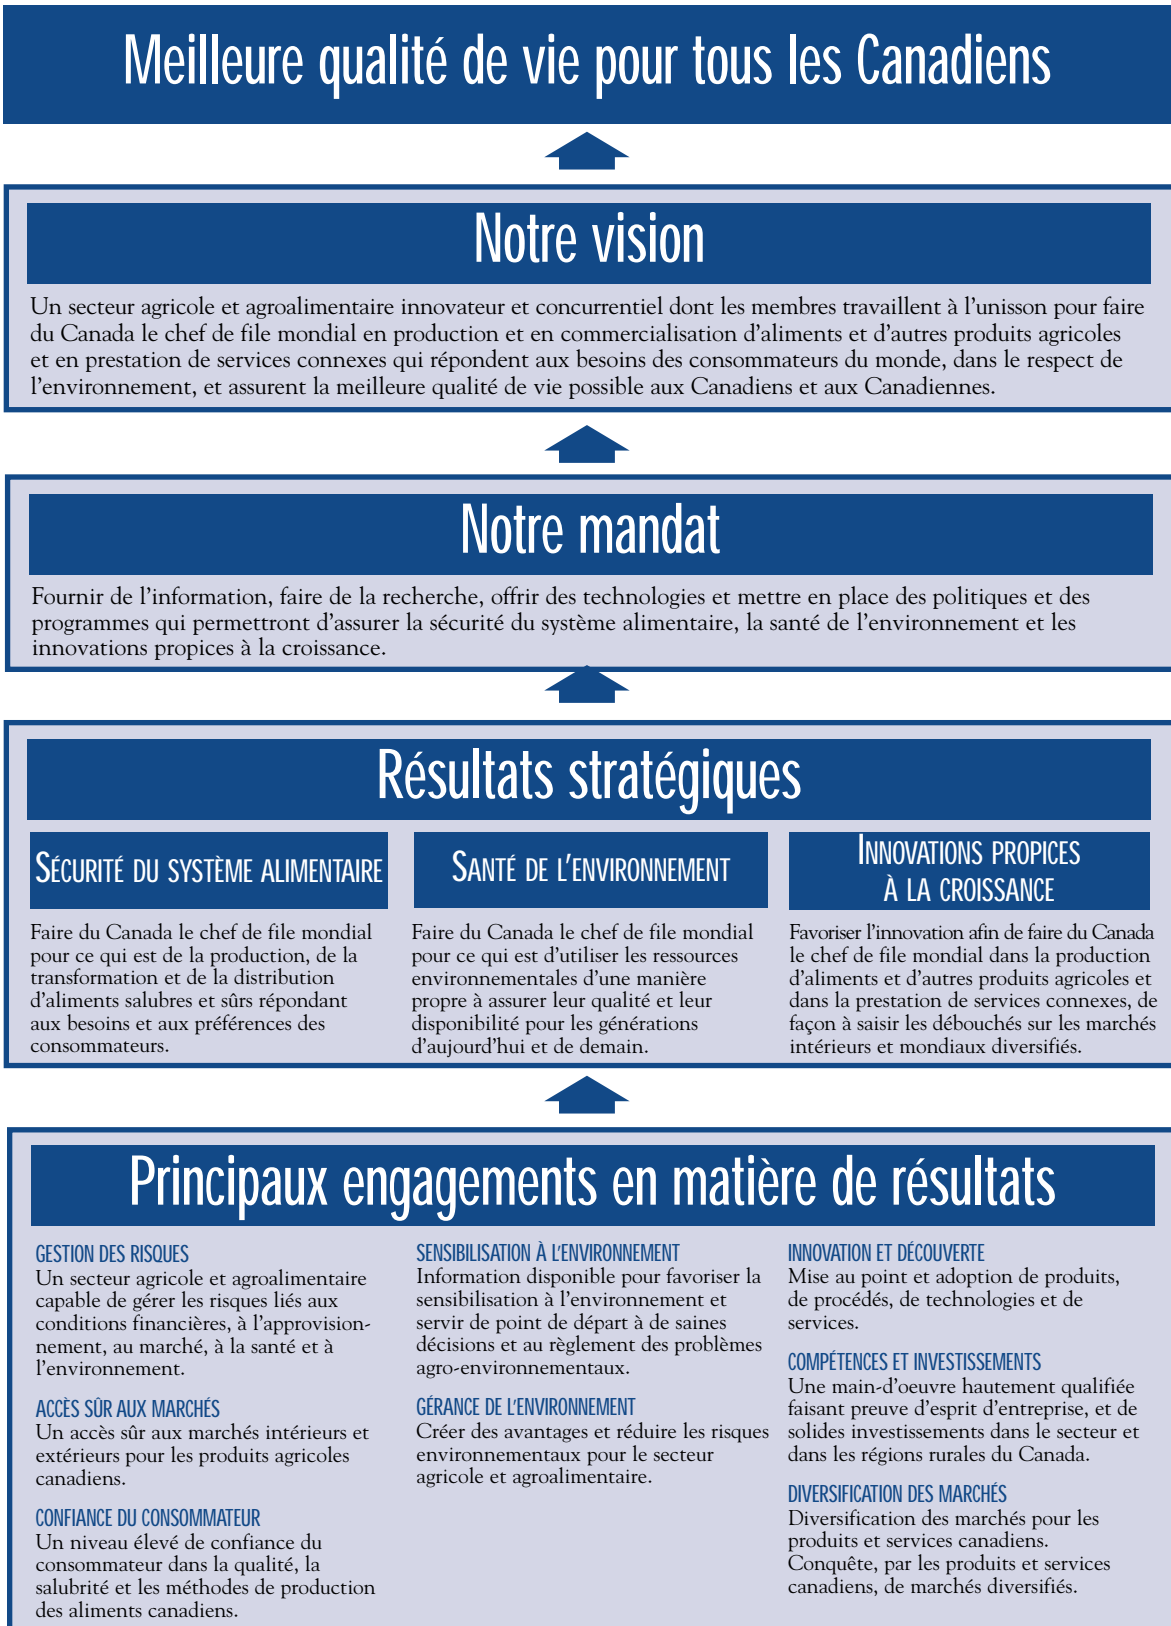 Meilleure qualité de vie pour tous les Canadiens
Notre vision
Un secteur agricole et agroalimentaire innovateur et concurrentiel dont les membres travaillent à l'unisson pour faire
du Canada le chef de file mondial en production et en commercialisation d'aliments et d'autres produits agricoles
et en prestation de services connexes qui répondent aux besoins des consommateurs du monde, dans le respect de
l'environnement, et assurent la meilleure qualité de vie possible aux Canadiens et aux Canadiennes.
Notre mandat
Fournir de l'information, faire de la recherche, offrir des technologies et mettre en place des politiques et des
programmes qui permettront d'assurer la sécurité du système alimentaire, la santé de l'environnement et les
innovations propices à la croissance.
Résultats stratégiques
SÉCURITÉ DU SYSTÈME ALIMENTAIRE
Faire du Canada le chef de file mondial
pour ce qui est de la production, de la
transformation et de la distribution
d'aliments salubres et sûrs répondant
aux besoins et aux préférences des
consommateurs.
SANTÉ DE L'ENVIRONNEMENT
Faire du Canada le chef de file mondial
pour ce qui est d'utiliser les ressources
environnementales d'une manière
propre à assurer leur qualité et leur
disponibilité pour les générations
d'aujourd'hui et de demain.
INNOVATIONS PROPICES
À LA CROISSANCE
Favoriser l'innovation afin de faire du Canada
le chef de file mondial dans la production
d'aliments et d'autres produits agricoles et
dans la prestation de services connexes, de
façon à saisir les débouchés sur les marchés
intérieurs et mondiaux diversifiés.
Principaux engagements en matière de résultats
GESTION DES RISQUES
Un secteur agricole et agroalimentaire
capable de gérer les risques liés aux
conditions financières, à l'approvision-
nement, au marché, à la santé et à
l'environnement.
ACCÈS SÛR AUX MARCHÉS
Un accès sûr aux marchés intérieurs et
extérieurs pour les produits agricoles
canadiens.
CONFIANCE DU CONSOMMATEUR
Un niveau élevé de confiance du
consommateur dans la qualité, la
salubrité et les méthodes de production
des aliments canadiens.
SENSIBILISATION À L'ENVIRONNEMENT
Information disponible pour favoriser la
sensibilisation à l'environnement et
servir de point de départ à de saines
décisions et au règlement des problèmes
agro-environnementaux.
GÉRANCE DE L'ENVIRONNEMENT
Créer des avantages et réduire les risques
environnementaux pour le secteur
agricole et agroalimentaire.
INNOVATION ET DÉCOUVERTE
Mise au point et adoption de produits,
de procédés, de technologies et de
services.
COMPÉTENCES ET INVESTISSEMENTS
Une main-d'oeuvre hautement qualifiée
faisant preuve d'esprit d'entreprise, et de
solides investissements dans le secteur et
dans les régions rurales du Canada.
DIVERSIFICATION DES MARCHÉS
Diversification des marchés pour les
produits et services canadiens.
Conquête, par les produits et services
canadiens, de marchés diversifiés.